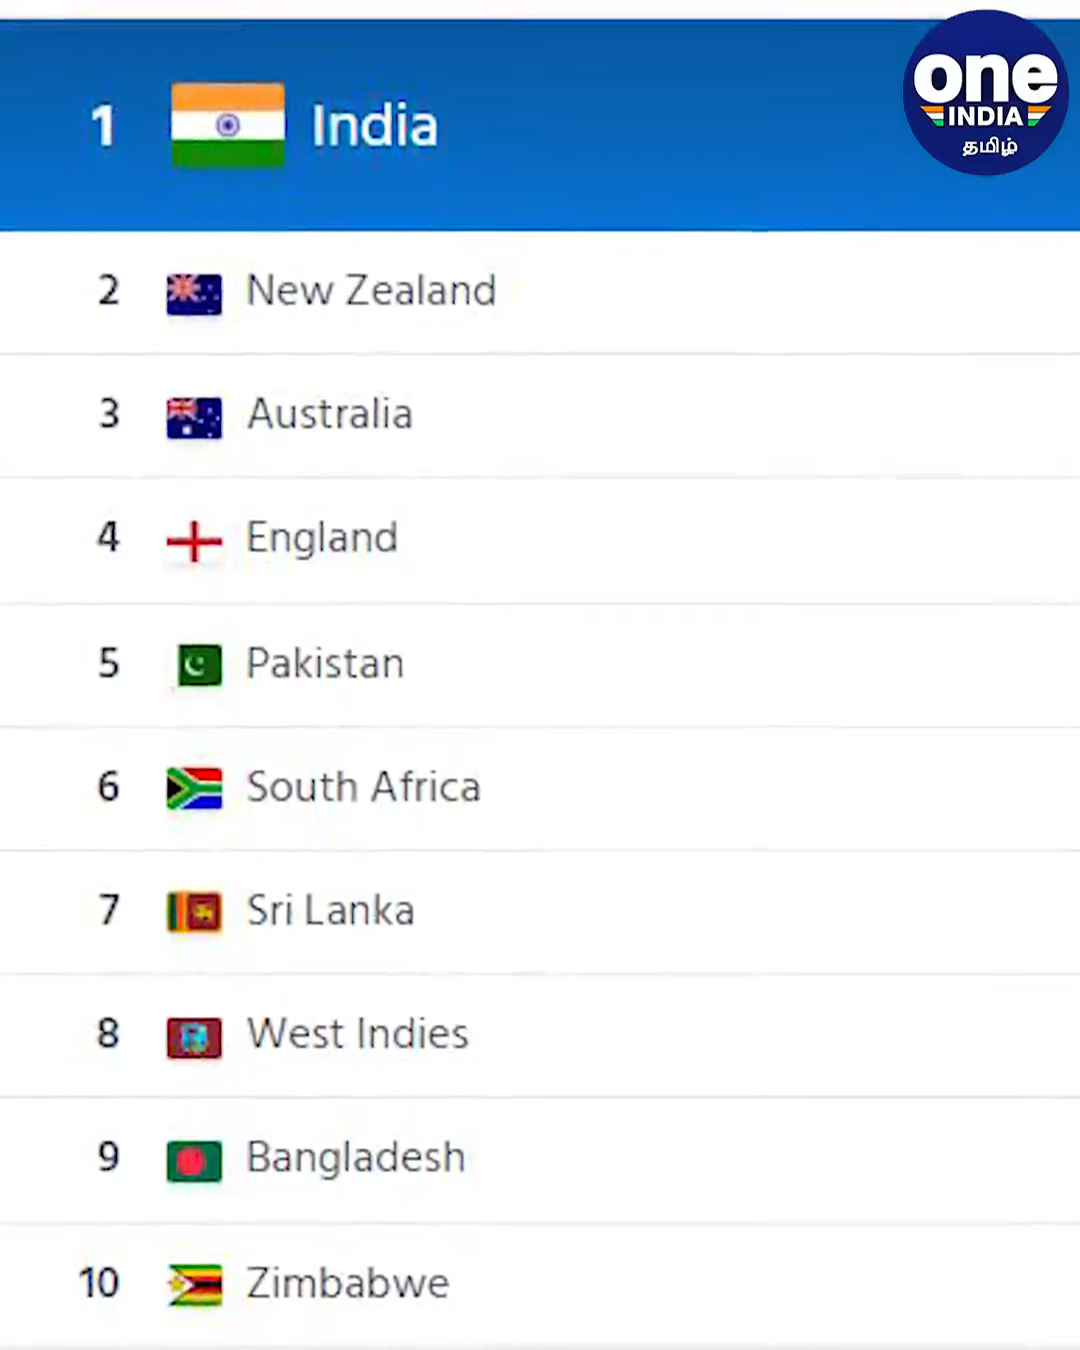 one
INDIA
தமிழ்
1 India
2 New Zealand
3 Australia
4 England
5 Pakistan
6 South Africa
7 Sri Lanka
8 West Indies
9 Bangladesh
10 Zimbabwe